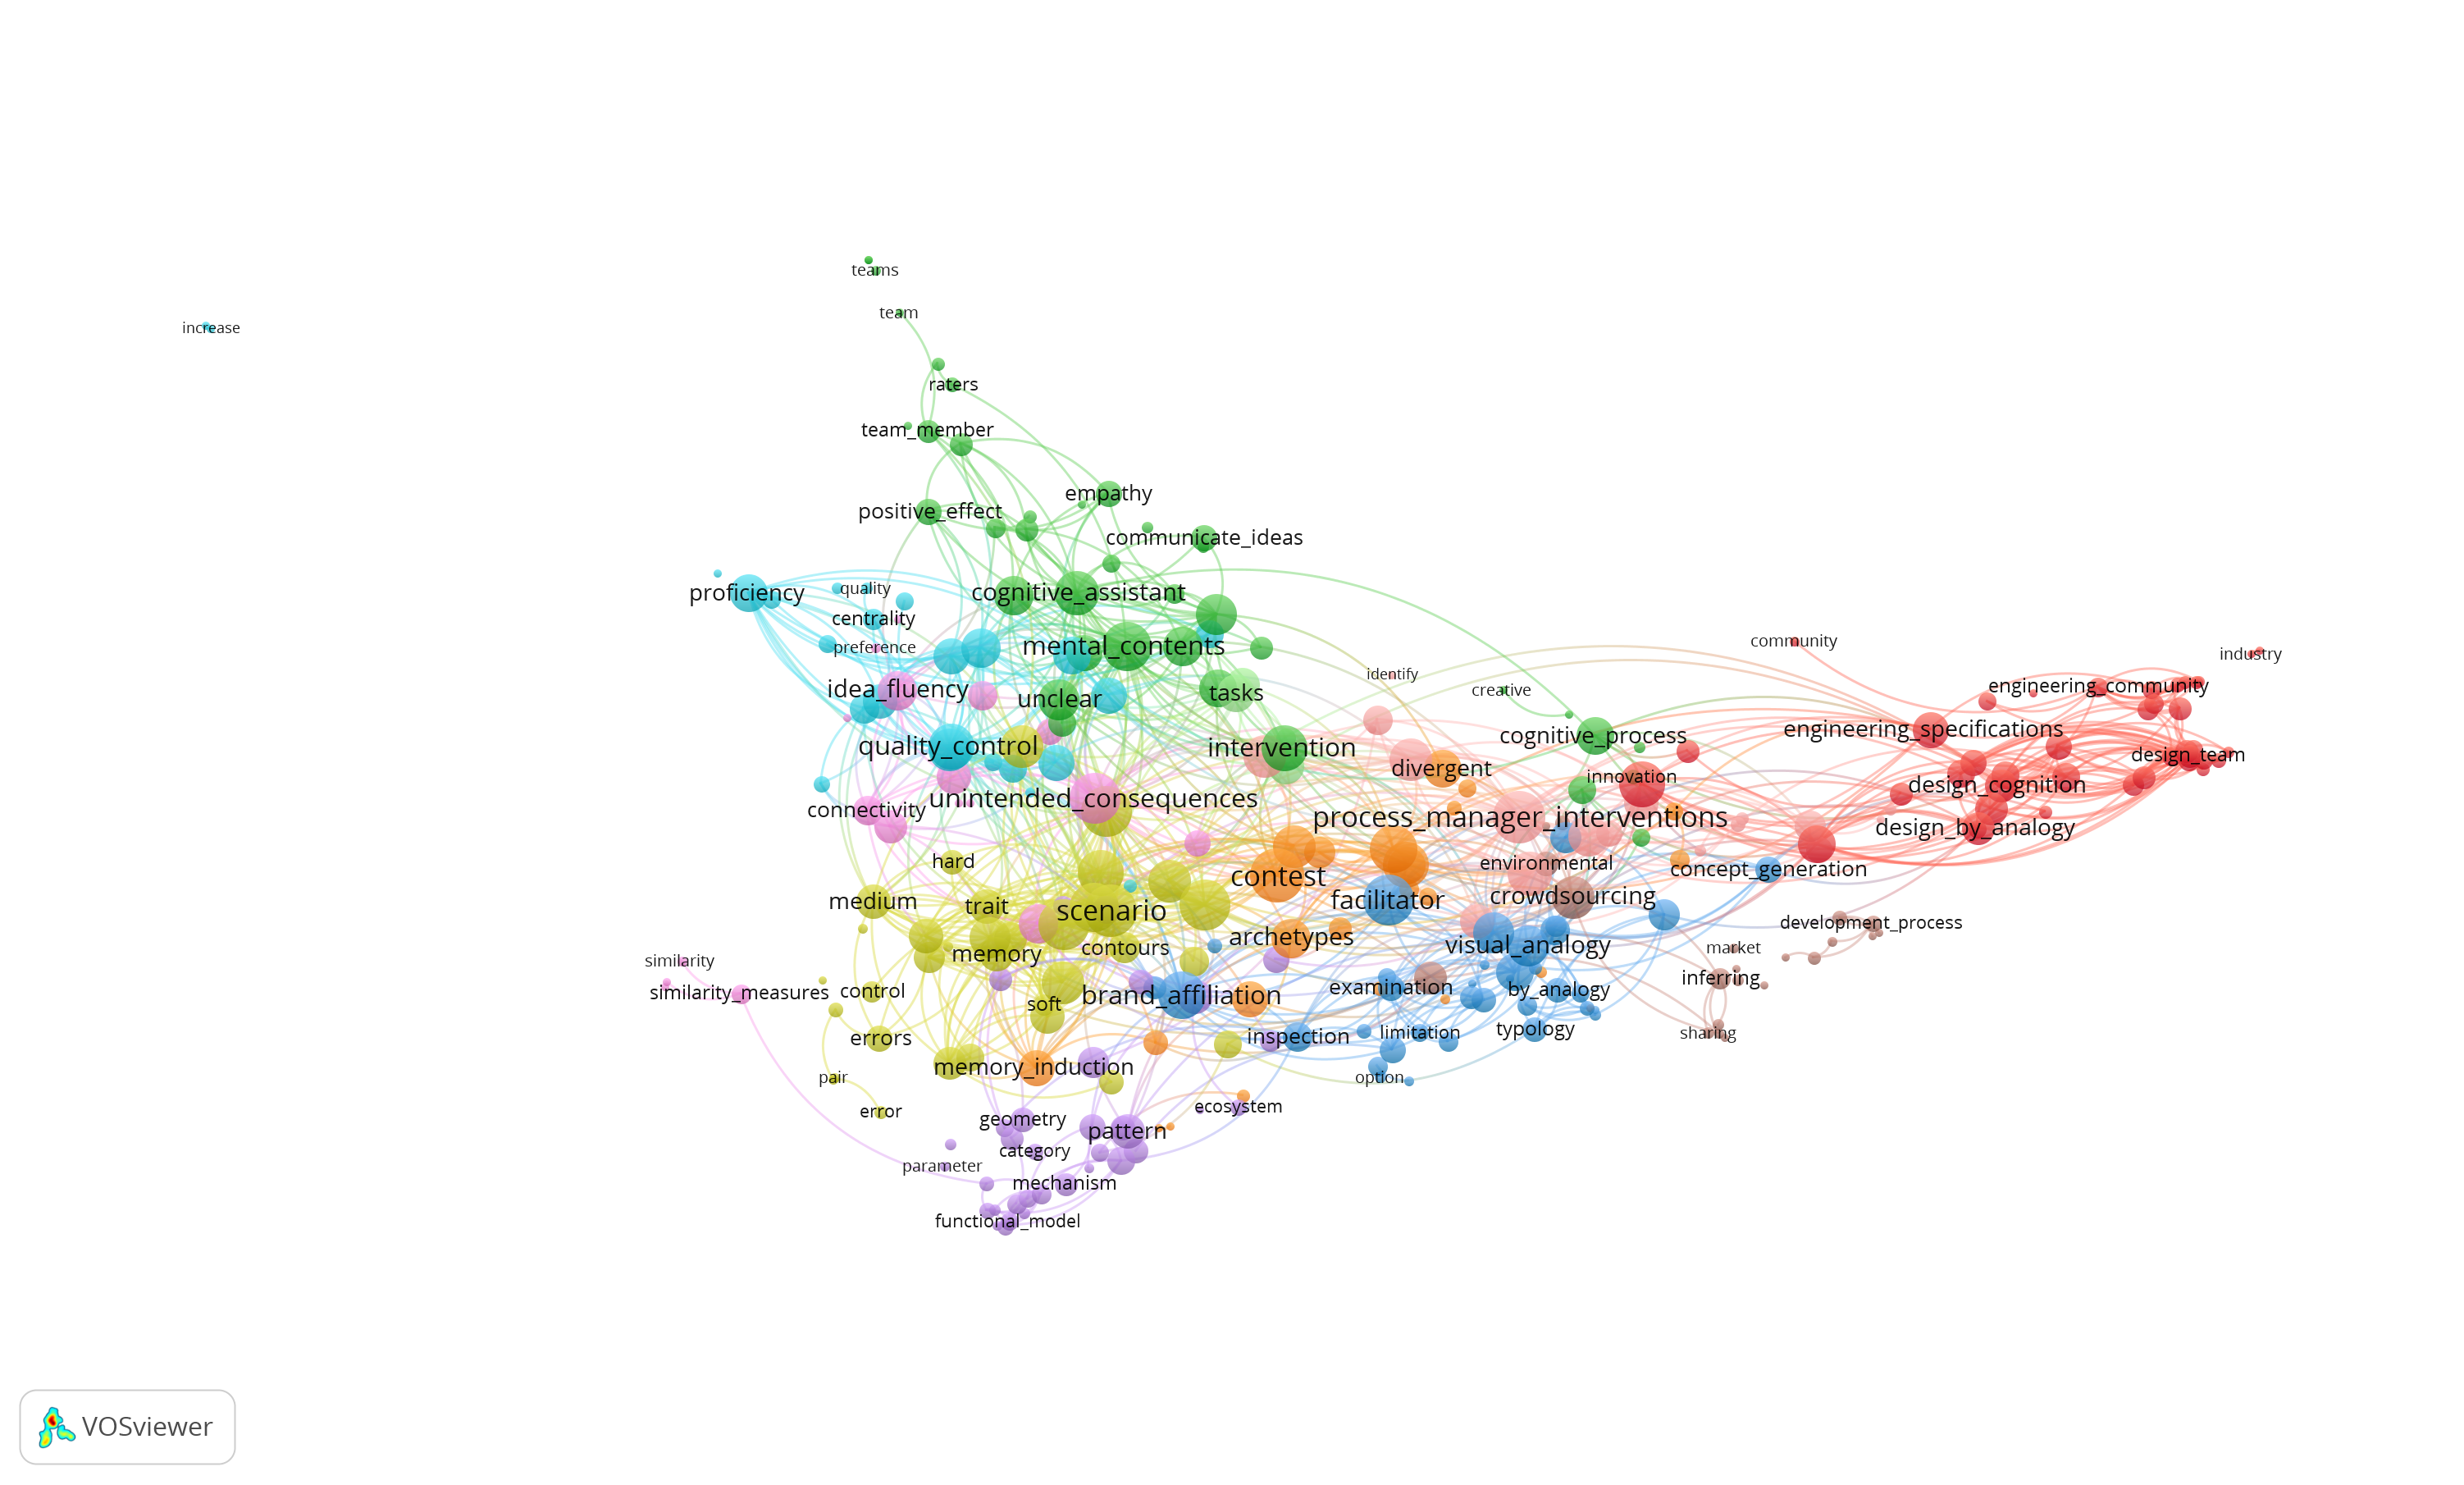 teams
team
increase
raters
team_member
empathy
positive_effect
communicate_ideas
proficiency
quality
cognitive_assistant
centrality
community
preference
mental_contents
industry
identify
idea_fluency
tasks
creative
engineering_community
unclear
engineering_specifications
cognitive_process
quality_control
intervention
design_team
divergent
innovation
design_cognition
unintended_consequences
connectivity
process_manager_interventions
design_by_analogy
hard
environmental
concept_generation
contest
medium
trait
scenario
facilitator
crowdsourcing
development_process
archetypes
contours
visual_analogy
market
memory
similarity
inferring
similarity_measures
control
soft
brand_affiliation
examination
by_analogy
errors
inspection
limitation
typology
sharing
memory_induction
pair
option
error
geometry
ecosystem
pattern
category
parameter
mechanism
functional_model
VOSviewer